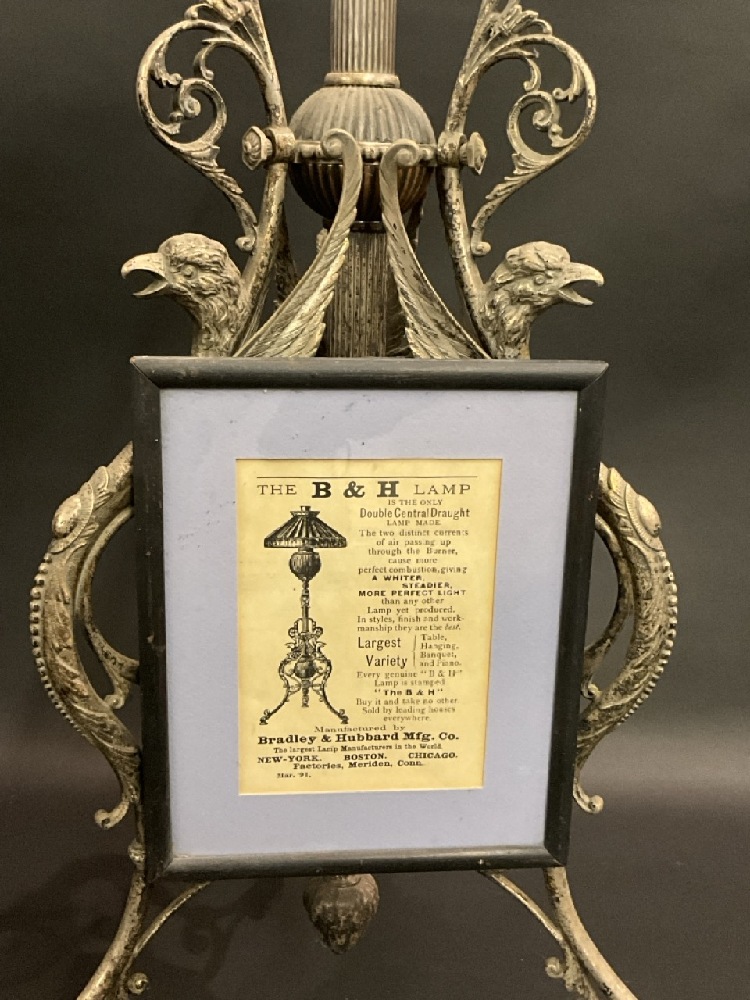 THE B & H LAMP
IS THE ONLY
Double Central Draught
LAMP MADE
The two distinct currents
of air passing up
through the Burner,
cause more
perfect combustion, giving
A WHITER,
STEADIER,
MORE PERFECT LIGHT
than any other
Lamp yet produced.
In styles, finish and work-
manship they are the best.
Largest Variety
Table,
Hanging,
Banquet,
and Piano.
Every genuine "B & H"
Lamp is stamped
"The B & H"
Buy it and take no other
Sold by leading houses
everywhere.
Manufactured by
Bradley & Hubbard Mfg. Co.
The largest Lamp Manufacturers in the World.
NEW-YORK. BOSTON. CHICAGO.
Factories, Meriden, Conn.
Mar. '91.